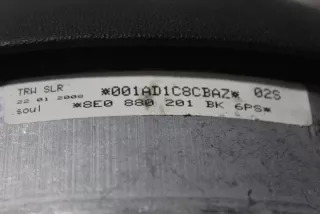 TRW SLR *001AD1C8CBAZ* 02S
22 01 2008
soul *8E0 880 201 BK 6PS*